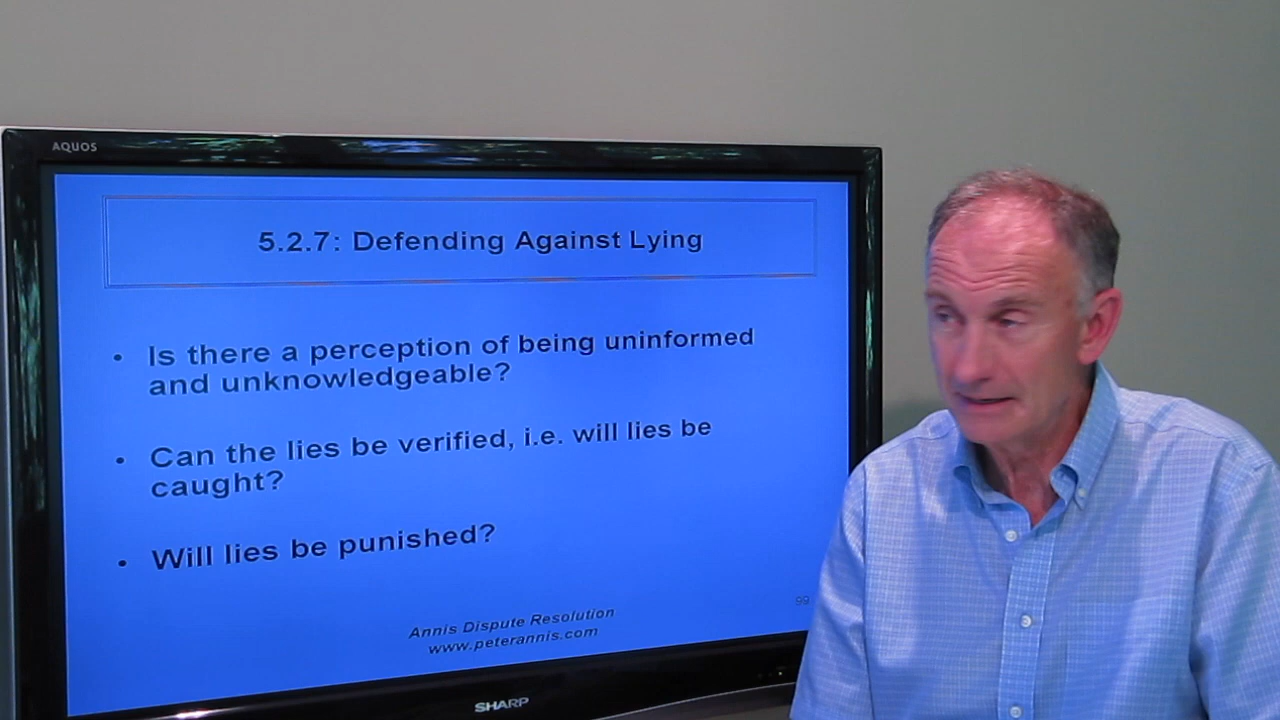 AQUOS
5.2.7: Defending Against Lying
• Is there a perception of being uninformed
and unknowledgeable?
• Can the lies be verified, i.e. will lies be
caught?
• Will lies be punished?
99
Annis Dispute Resolution
www.peterannis.com
SHARP